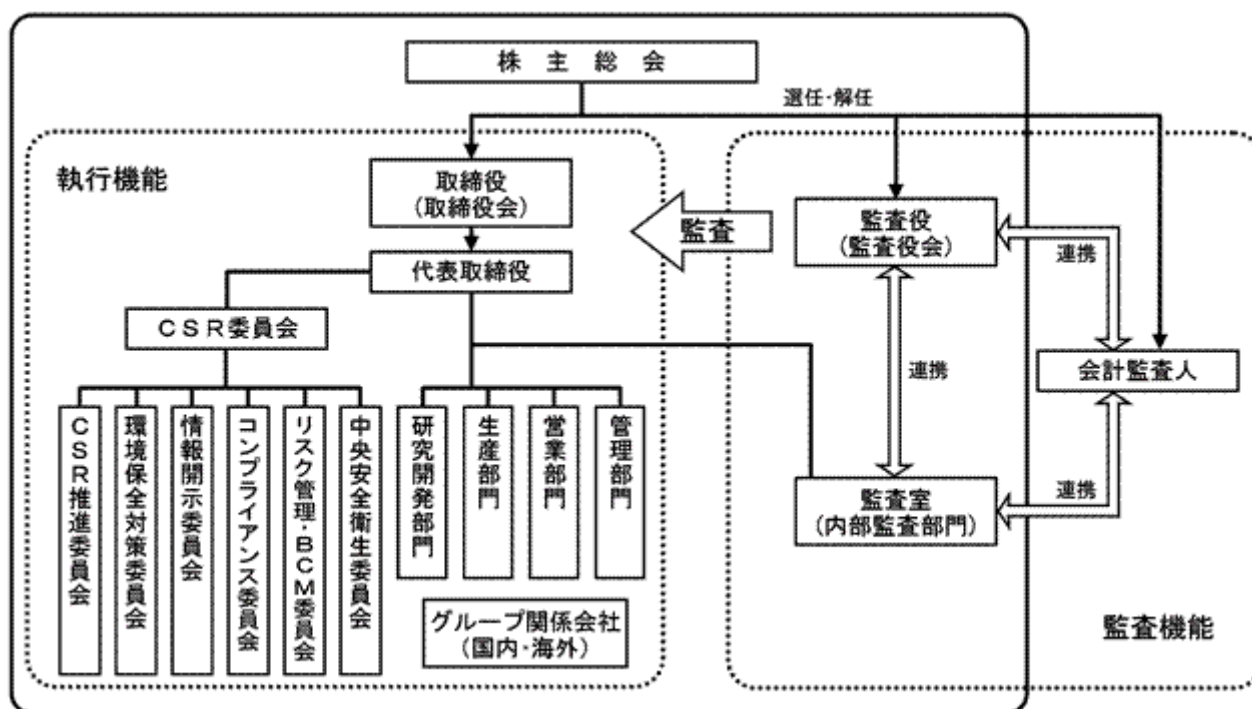 株主総会
選任・解任
執行機能
取締役
(取締役会)
監査
監査役
(監査役会)
連携
代表取締役
CSR委員会
連携
会計監査人
CSR推進委員会
環境保全対策委員会
情報開示委員会
コンプライアンス委員会
リスク管理・BCM委員会
中央安全衛生委員会
研究開発部門
生産部門
営業部門
管理部門
監査室
(内部監査部門)
連携
グループ関係会社
(国内・海外)
監査機能